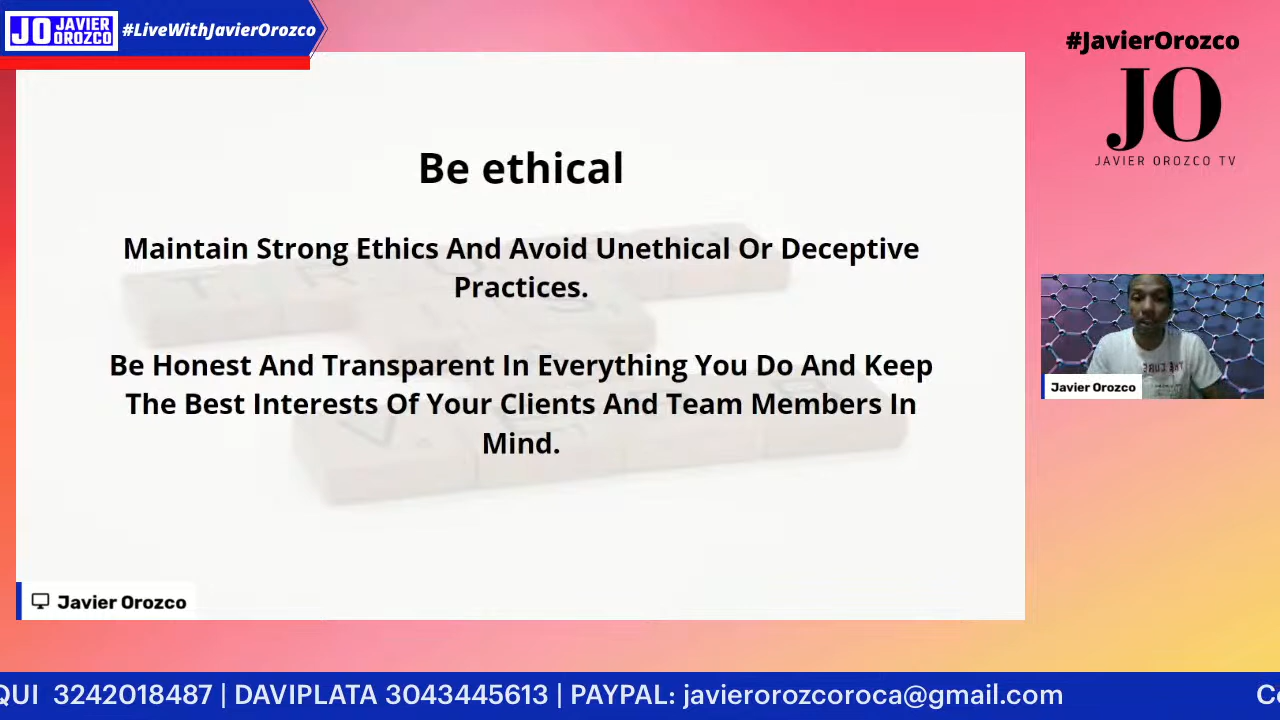 JO JAVIER OROZCO #LiveWithJavierOrozco
#JavierOrozco
JO
JAVIER OROZCO TV
Be ethical
Maintain Strong Ethics And Avoid Unethical Or Deceptive
Practices.
Be Honest And Transparent In Everything You Do And Keep
The Best Interests Of Your Clients And Team Members In
Mind.
Javier Orozco
Javier Orozco
QUI 3242018487 | DAVIPLATA 3043445613 | PAYPAL: javierorozcoroca@gmail.com